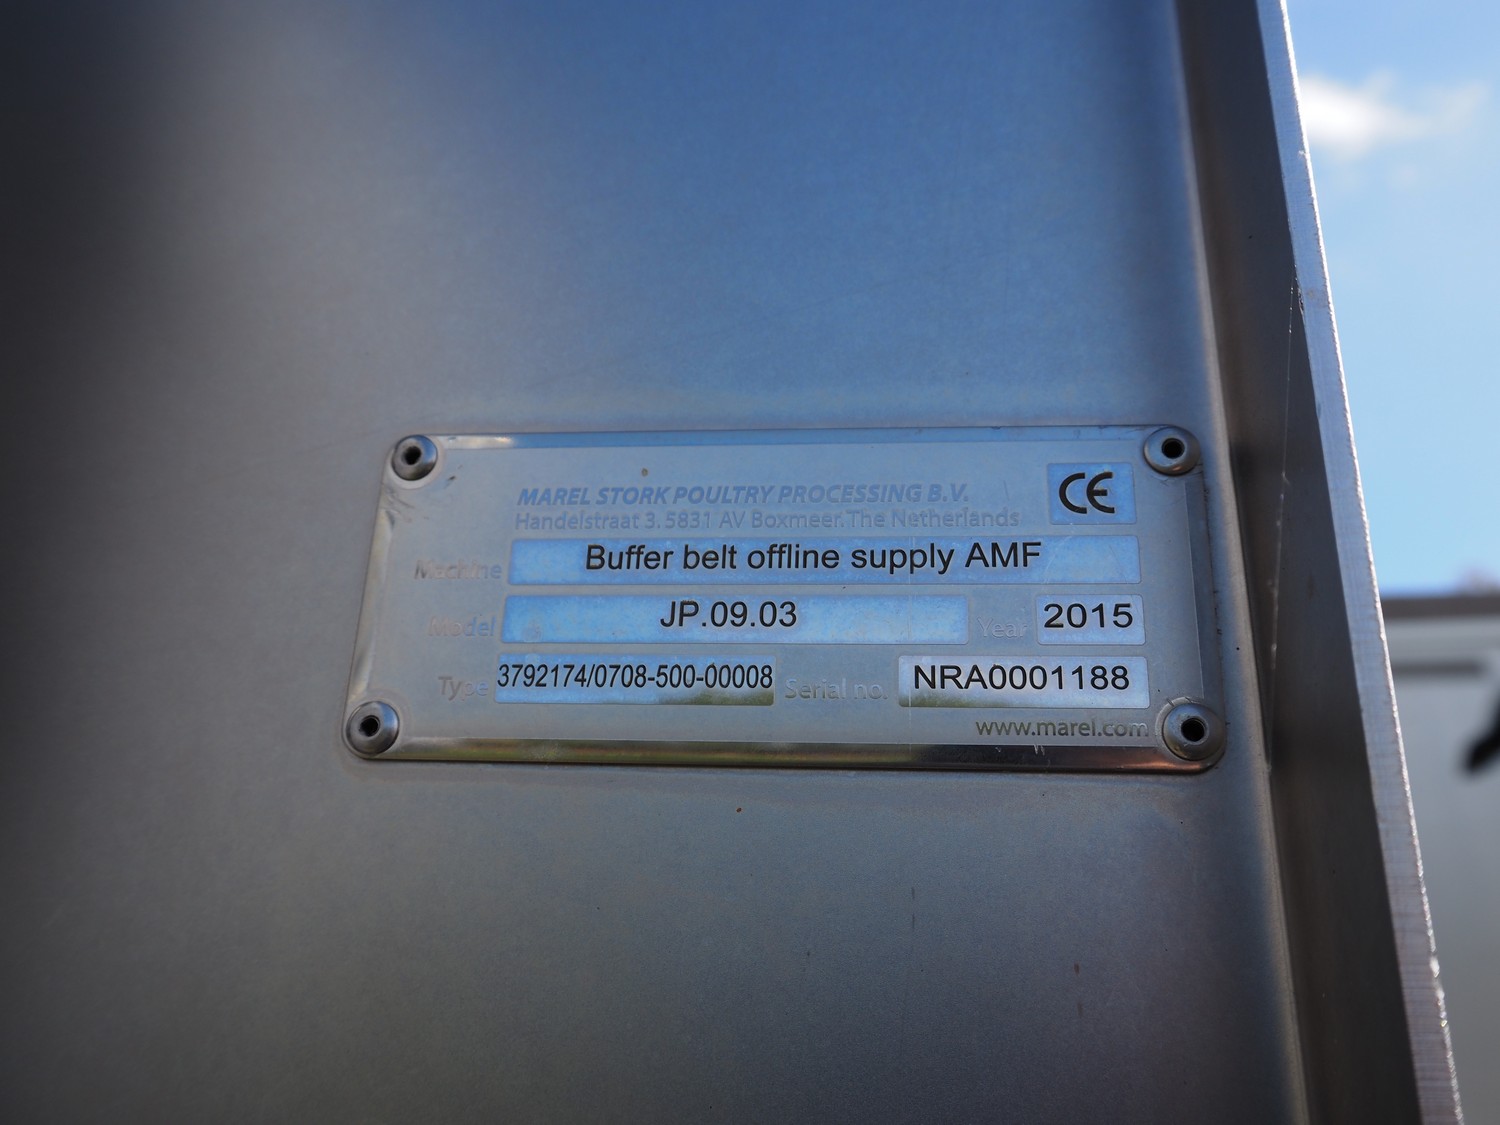 MAREL STORK POULTRY PROCESSING B.V.
Handelstraat 3. 5831 AV Boxmeer. The Netherlands
CE
Machine Buffer belt offline supply AMF
Model JP.09.03 Year 2015
Type 3792174/0708-500-00008 Serial no. NRA0001188
www.marel.com